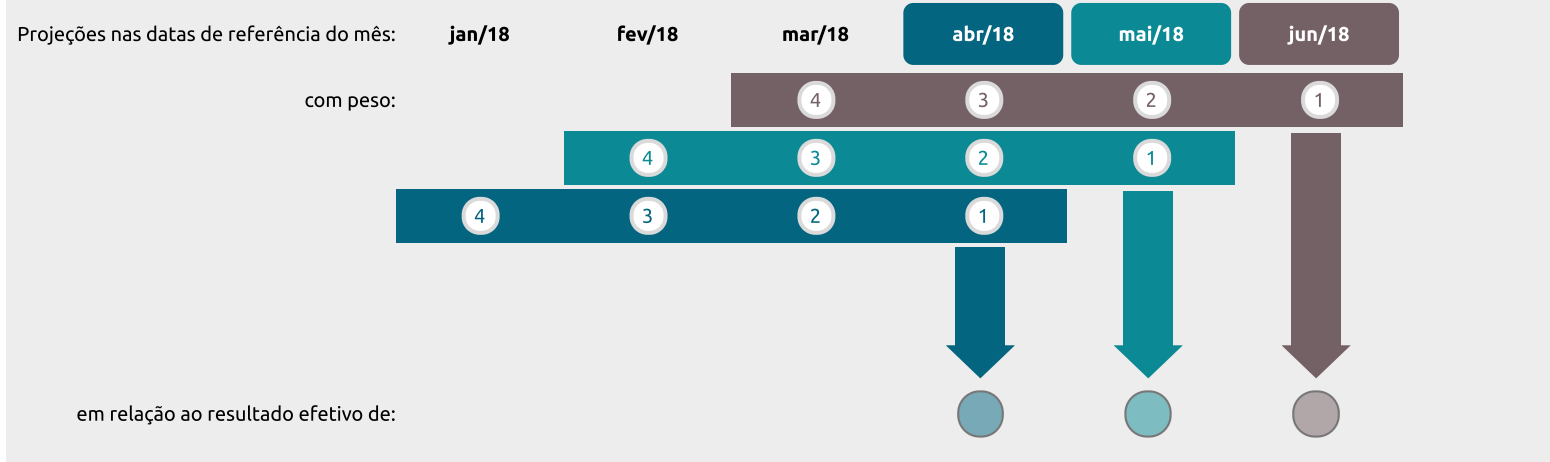 Projeções nas datas de referência do mês: jan/18 fev/18 mar/18 abr/18 mai/18 jun/18
com peso: 4 3 2 1
4 3 2 1
4 3 2 1
em relação ao resultado efetivo de: